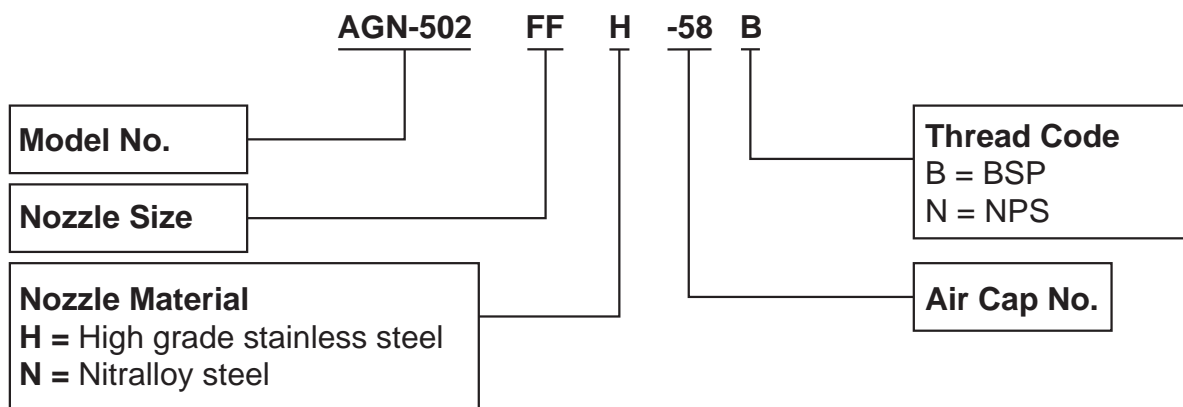 AGN-502 FF H -58 B
Model No.
Nozzle Size
Nozzle Material
H = High grade stainless steel
N = Nitralloy steel
Thread Code
B = BSP
N = NPS
Air Cap No.